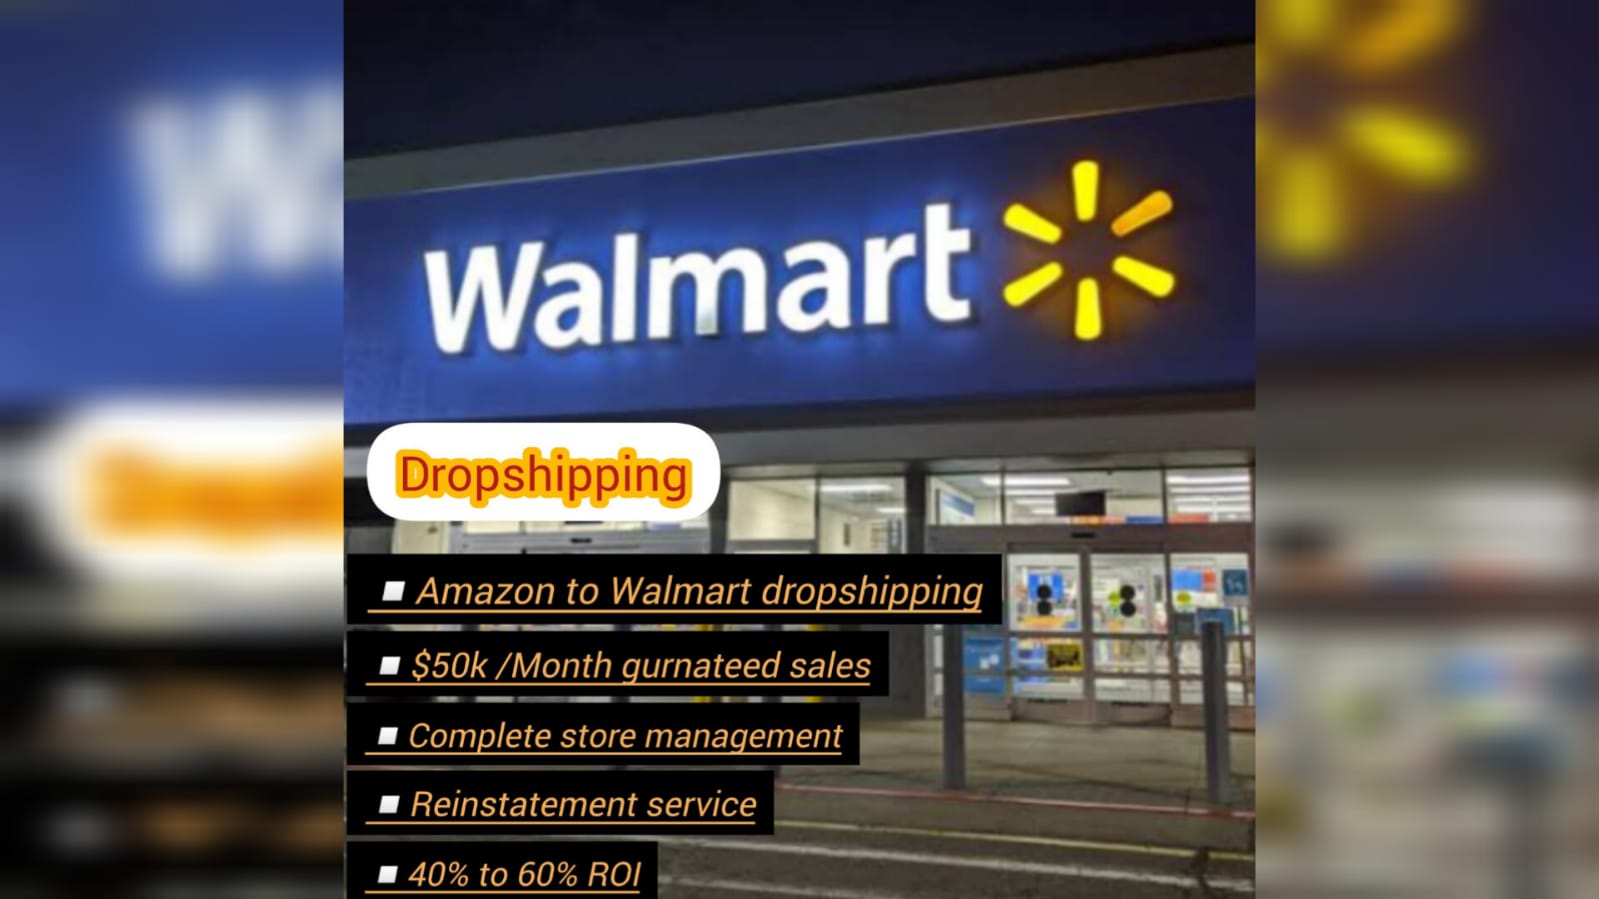 Walmart
Dropshipping
Amazon to Walmart dropshipping
$50k /Month gurnateed sales
Complete store management
Reinstatement service
40% to 60% ROI